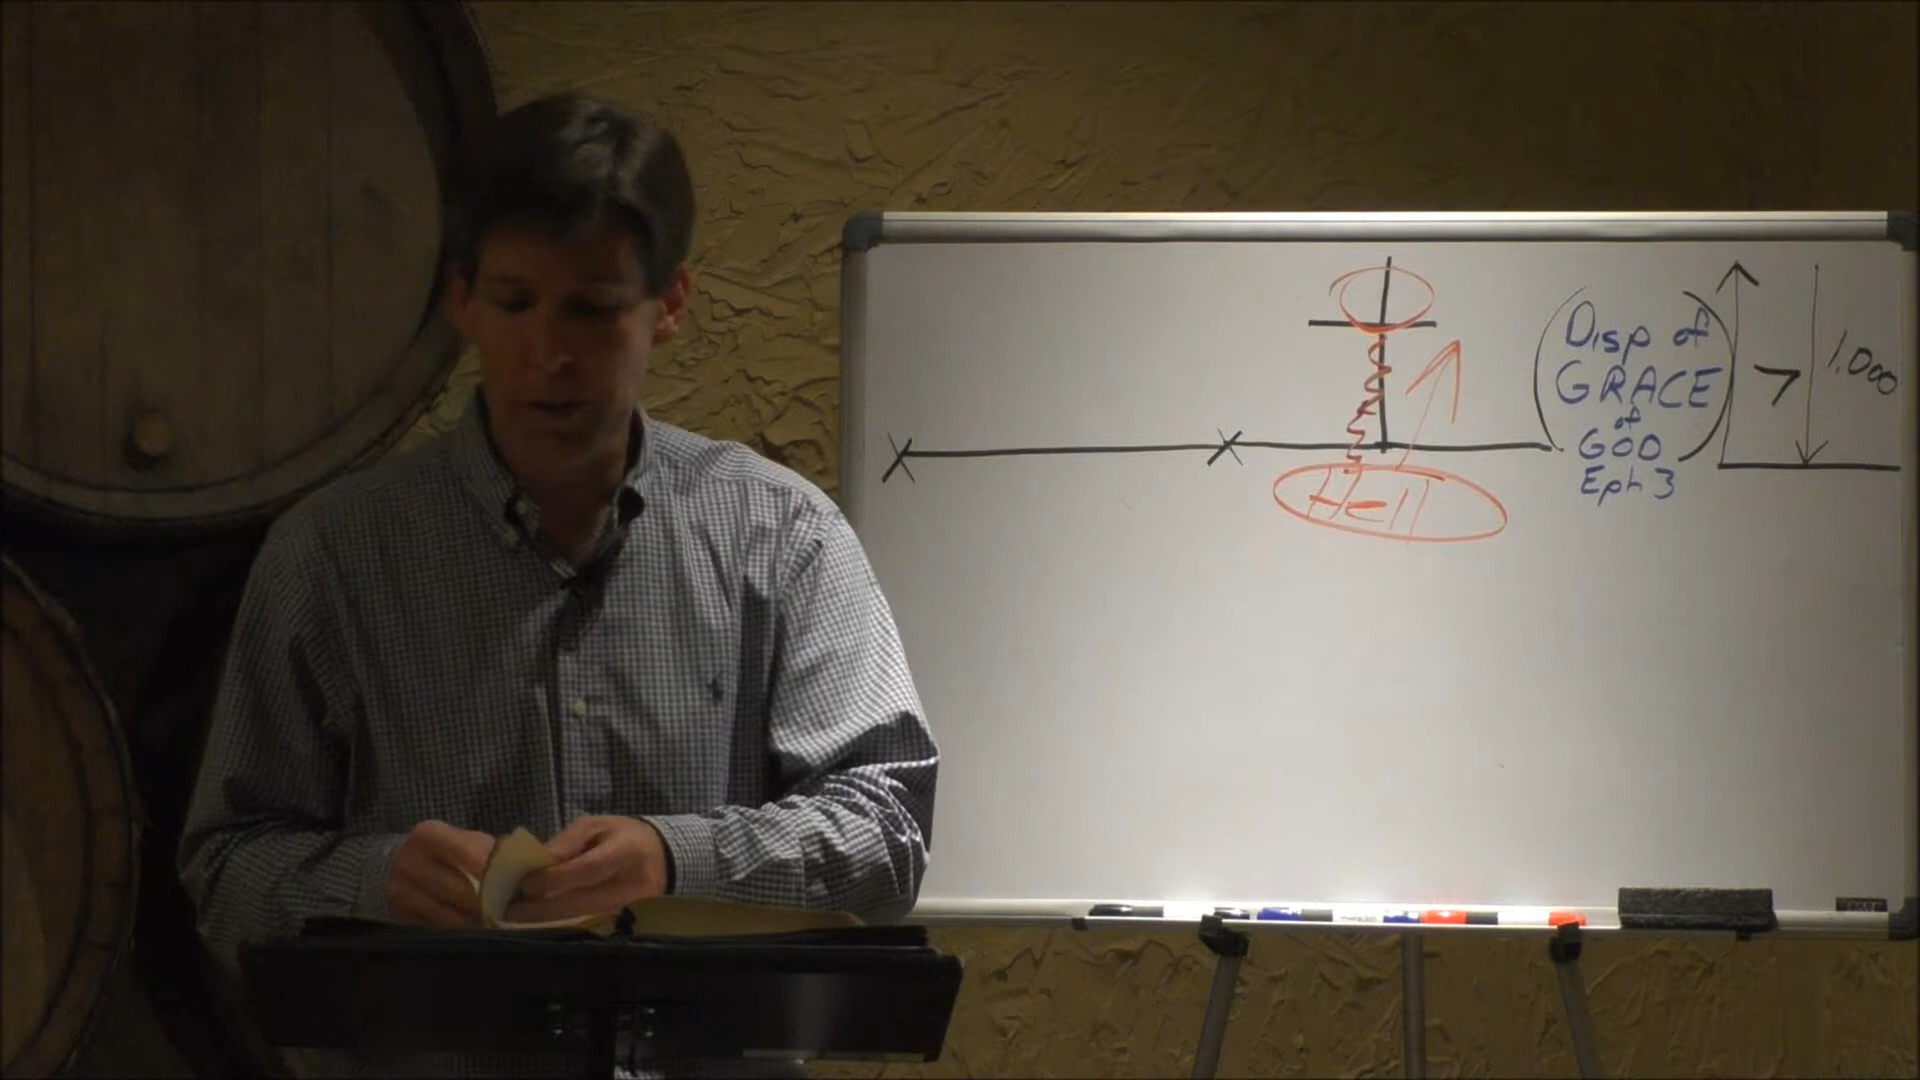 Disp of
GRACE
of
GOD
Eph 3
7
1,000
Hell